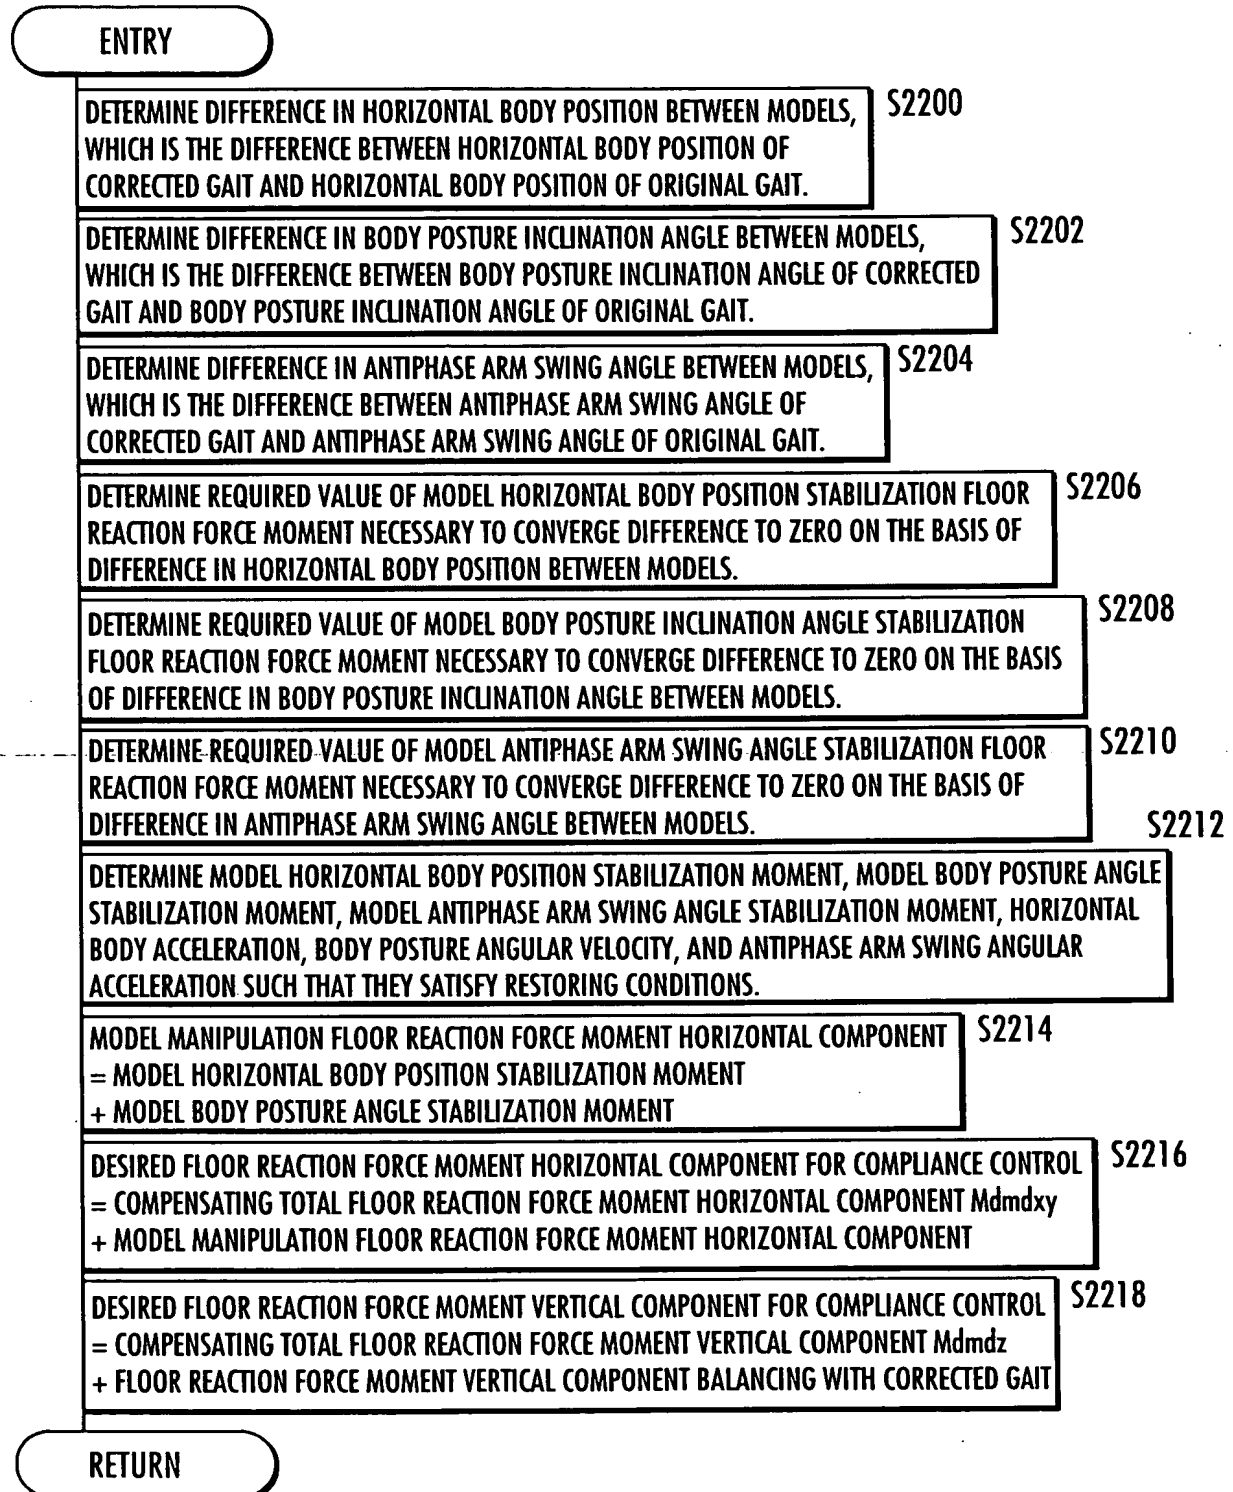 ENTRY
S2200
DETERMINE DIFFERENCE IN HORIZONTAL BODY POSITION BETWEEN MODELS,
WHICH IS THE DIFFERENCE BETWEEN HORIZONTAL BODY POSITION OF
CORRECTED GAIT AND HORIZONTAL BODY POSITION OF ORIGINAL GAIT.
S2202
DETERMINE DIFFERENCE IN BODY POSTURE INCLINATION ANGLE BETWEEN MODELS,
WHICH IS THE DIFFERENCE BETWEEN BODY POSTURE INCLINATION ANGLE OF CORRECTED
GAIT AND BODY POSTURE INCLINATION ANGLE OF ORIGINAL GAIT.
S2204
DETERMINE DIFFERENCE IN ANTIPHASE ARM SWING ANGLE BETWEEN MODELS,
WHICH IS THE DIFFERENCE BETWEEN ANTIPHASE ARM SWING ANGLE OF
CORRECTED GAIT AND ANTIPHASE ARM SWING ANGLE OF ORIGINAL GAIT.
S2206
DETERMINE REQUIRED VALUE OF MODEL HORIZONTAL BODY POSITION STABILIZATION FLOOR
REACTION FORCE MOMENT NECESSARY TO CONVERGE DIFFERENCE TO ZERO ON THE BASIS OF
DIFFERENCE IN HORIZONTAL BODY POSITION BETWEEN MODELS.
S2208
DETERMINE REQUIRED VALUE OF MODEL BODY POSTURE INCLINATION ANGLE STABILIZATION
FLOOR REACTION FORCE MOMENT NECESSARY TO CONVERGE DIFFERENCE TO ZERO ON THE BASIS
OF DIFFERENCE IN BODY POSTURE INCLINATION ANGLE BETWEEN MODELS.
S2210
DETERMINE REQUIRED VALUE OF MODEL ANTIPHASE ARM SWING ANGLE STABILIZATION FLOOR
REACTION FORCE MOMENT NECESSARY TO CONVERGE DIFFERENCE TO ZERO ON THE BASIS OF
DIFFERENCE IN ANTIPHASE ARM SWING ANGLE BETWEEN MODELS.
S2212
DETERMINE MODEL HORIZONTAL BODY POSITION STABILIZATION MOMENT, MODEL BODY POSTURE ANGLE
STABILIZATION MOMENT, MODEL ANTIPHASE ARM SWING ANGLE STABILIZATION MOMENT, HORIZONTAL
BODY ACCELERATION, BODY POSTURE ANGULAR VELOCITY, AND ANTIPHASE ARM SWING ANGULAR
ACCELERATION SUCH THAT THEY SATISFY RESTORING CONDITIONS.
S2214
MODEL MANIPULATION FLOOR REACTION FORCE MOMENT HORIZONTAL COMPONENT
= MODEL HORIZONTAL BODY POSITION STABILIZATION MOMENT
+ MODEL BODY POSTURE ANGLE STABILIZATION MOMENT
S2216
DESIRED FLOOR REACTION FORCE MOMENT HORIZONTAL COMPONENT FOR COMPLIANCE CONTROL
= COMPENSATING TOTAL FLOOR REACTION FORCE MOMENT HORIZONTAL COMPONENT Mdmdxy
+ MODEL MANIPULATION FLOOR REACTION FORCE MOMENT HORIZONTAL COMPONENT
S2218
DESIRED FLOOR REACTION FORCE MOMENT VERTICAL COMPONENT FOR COMPLIANCE CONTROL
= COMPENSATING TOTAL FLOOR REACTION FORCE MOMENT VERTICAL COMPONENT Mdmdz
+ FLOOR REACTION FORCE MOMENT VERTICAL COMPONENT BALANCING WITH CORRECTED GAIT
RETURN